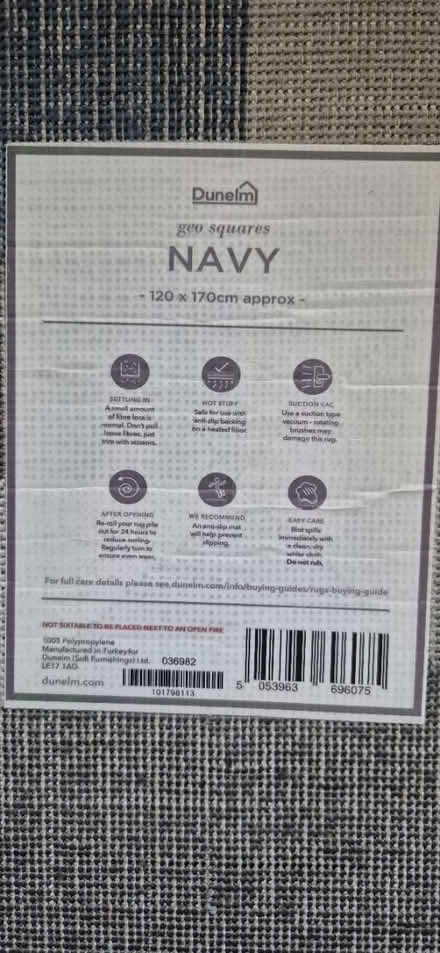 Dunelm
geo squares
NAVY
- 120 x 170cm approx -
SETTLING IN
A small amount
of fibre loss is
normal. Don't pull
loose fibres, just
trim with scissors.
HOT STUFF
Safe for use with
anti-slip backing
on a heated floor.
SUCTION VAC
Use a suction type
vacuum - rotating
brushes may
damage this rug.
AFTER OPENING
Re-roll your rug pile
out for 24 hours to
reduce curling.
Regularly turn to
ensure even wear.
WE RECOMMEND
An anti-slip mat
will help prevent
slipping.
EASY CARE
Blot spills
immediately with
a clean, dry
white cloth.
Do not rub.
For full care details please see dunelm.com/info/buying-guides/rugs-buying-guide
NOT SUITABLE TO BE PLACED NEXT TO AN OPEN FIRE
100% Polypropylene
Manufactured in Turkey for
Dunelm (Soft Furnishings) Ltd.
LE17 1AD
036982
dunelm.com
101798113
5 053963 696075